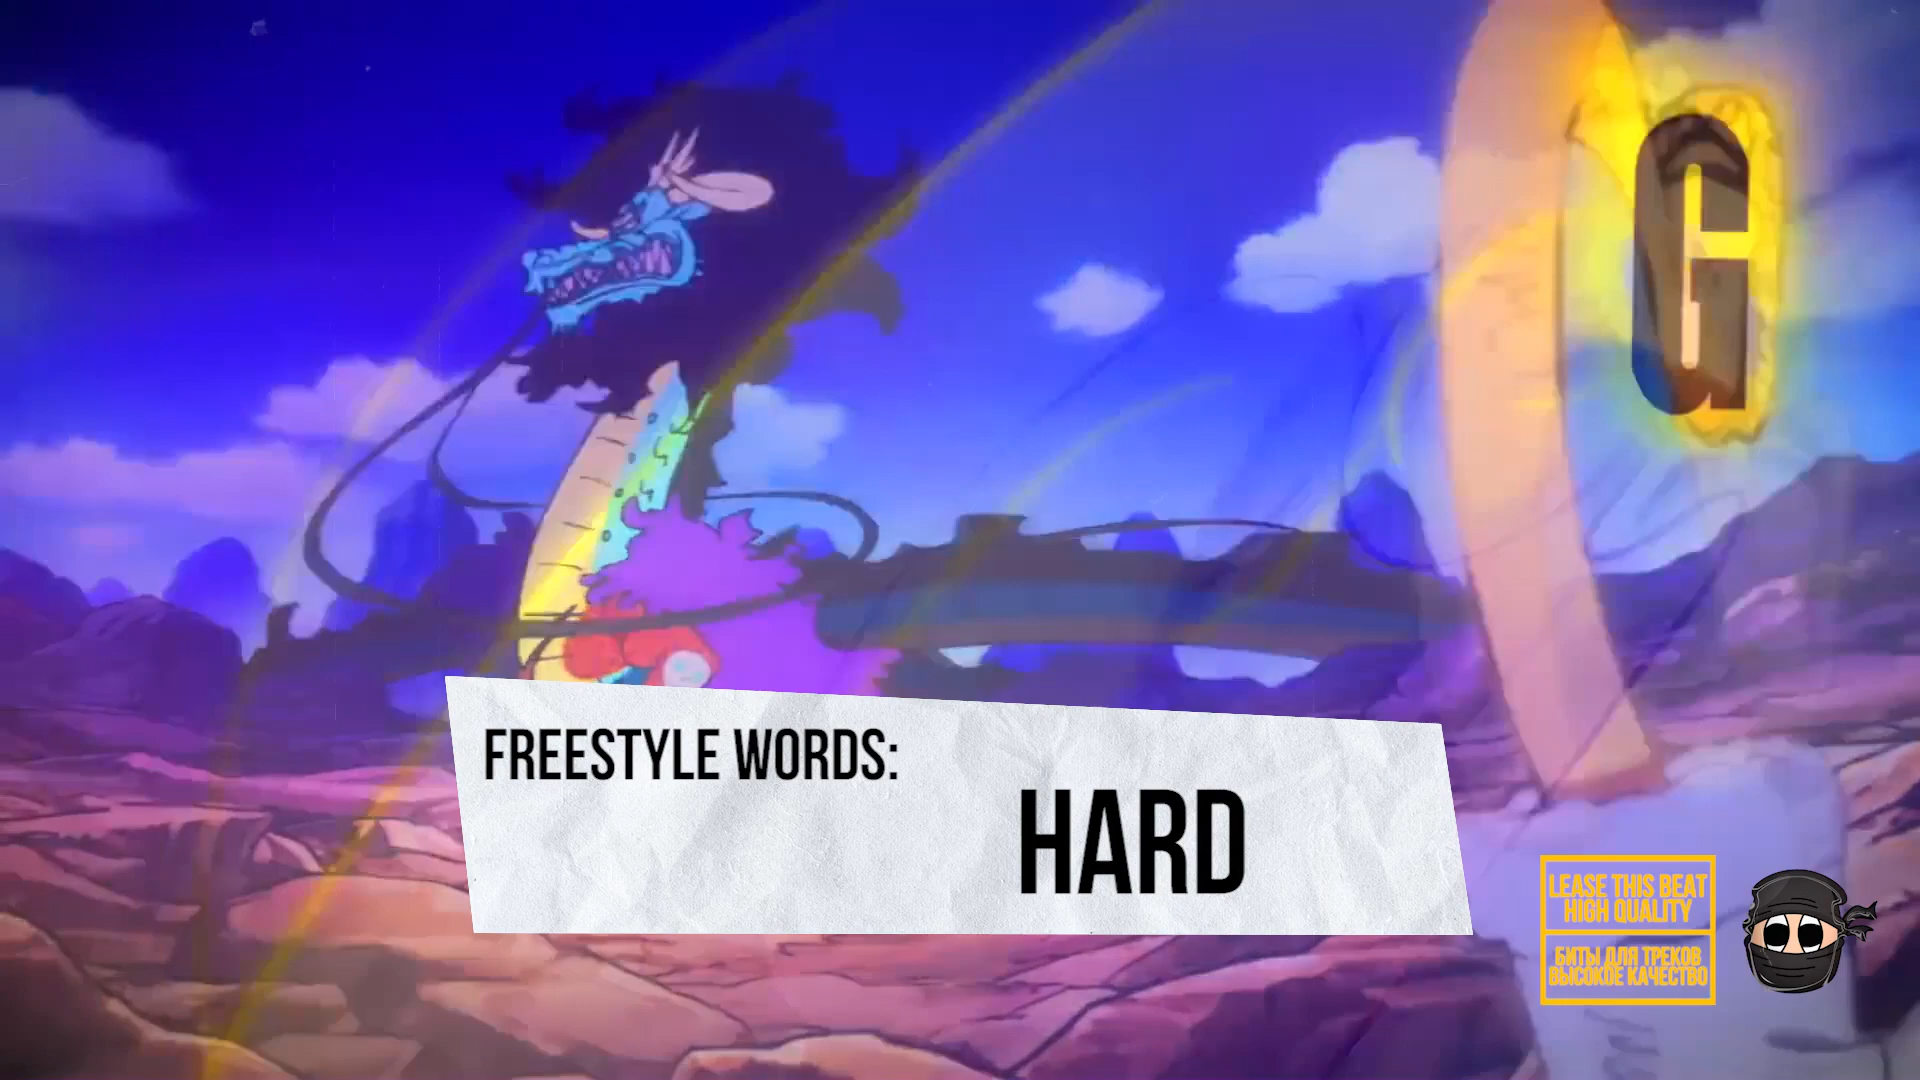 G
FREESTYLE WORDS:
HARD
LEASE THIS BEAT
HIGH QUALITY
БИТЫ ДЛЯ ТРЕКОВ
ВЫСОКОЕ КАЧЕСТВО